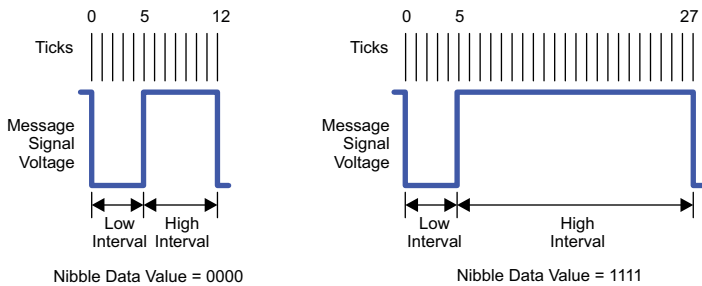 0 5 12
Ticks
Message
Signal
Voltage
Low
Interval
High
Interval
Nibble Data Value = 0000
0 5 27
Ticks
Message
Signal
Voltage
Low
Interval
High
Interval
Nibble Data Value = 1111